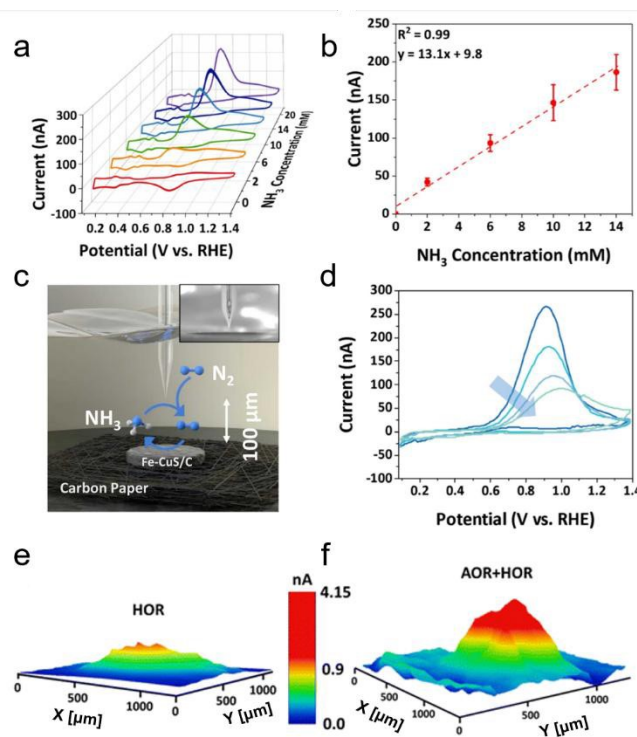 a
300
200
100
0
-100
Current (nA)
0.2 0.4 0.6 0.8 1.0 1.2 1.4
Potential (V vs. RHE)
20
14
10
6
2
0
NH3 Concentration [mM]
b
R² = 0.99
y = 13.1x + 9.8
250
200
150
100
50
0
Current (nA)
0 2 4 6 8 10 12 14
NH3 Concentration (mM)
c
N2
NH3
100 µm
Fe-CuS/C
Carbon Paper
d
300
250
200
150
100
50
0
-50
-100
Current (nA)
0.2 0.4 0.6 0.8 1.0 1.2 1.4
Potential (V vs. RHE)
e
HOR
0
500
1000
X [µm]
0
500
1000
Y [µm]
nA
4.15
0.9
0.0
f
AOR+HOR
0
500
1000
X [µm]
0
500
1000
Y [µm]